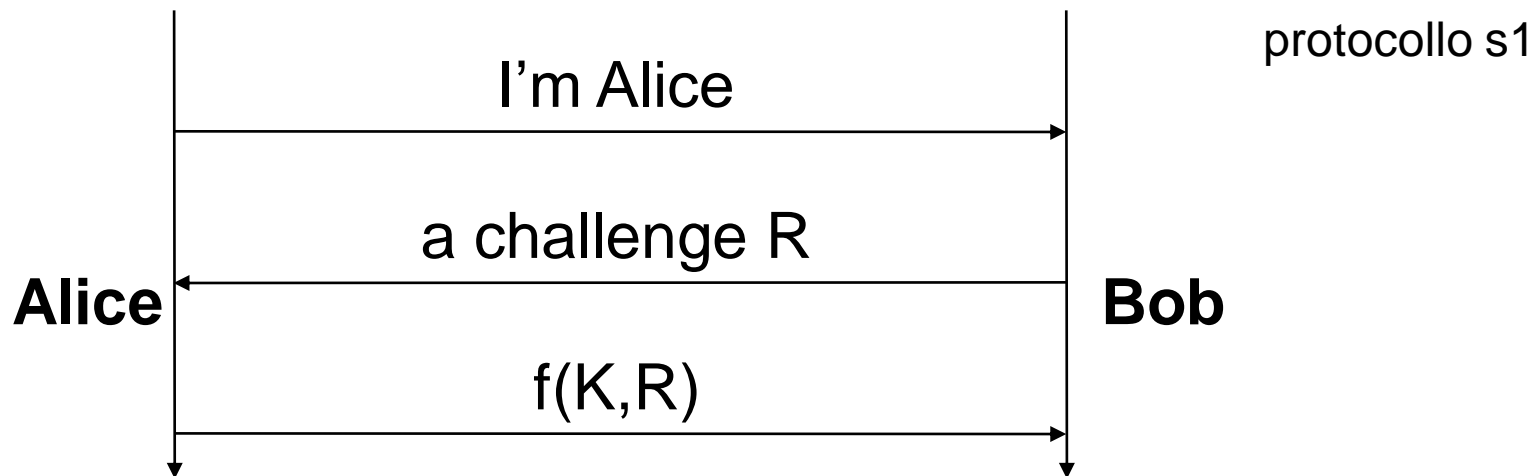 protocollo s1
I’m Alice
a challenge R
Alice
Bob
f(K,R)